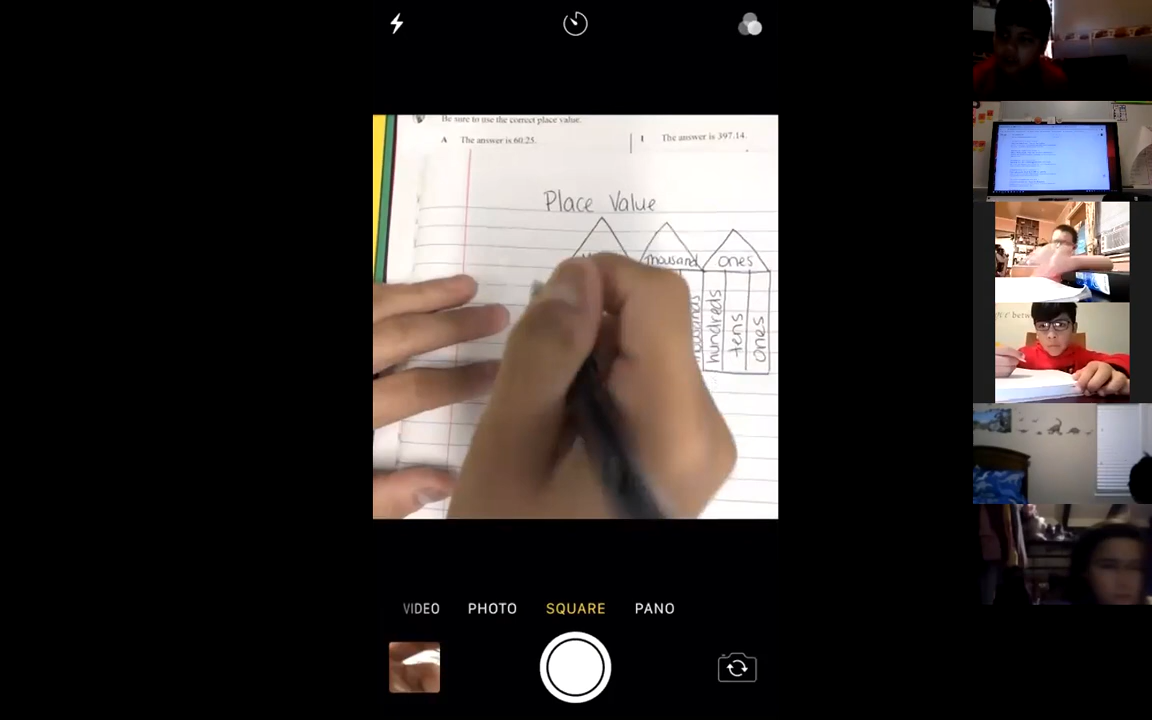 Be sure to use the correct place value.
A The answer is 60.25.
1 The answer is 397.14.
Place Value
thousand
ones
hundreds
tens
ones
VIDEO PHOTO SQUARE PANO